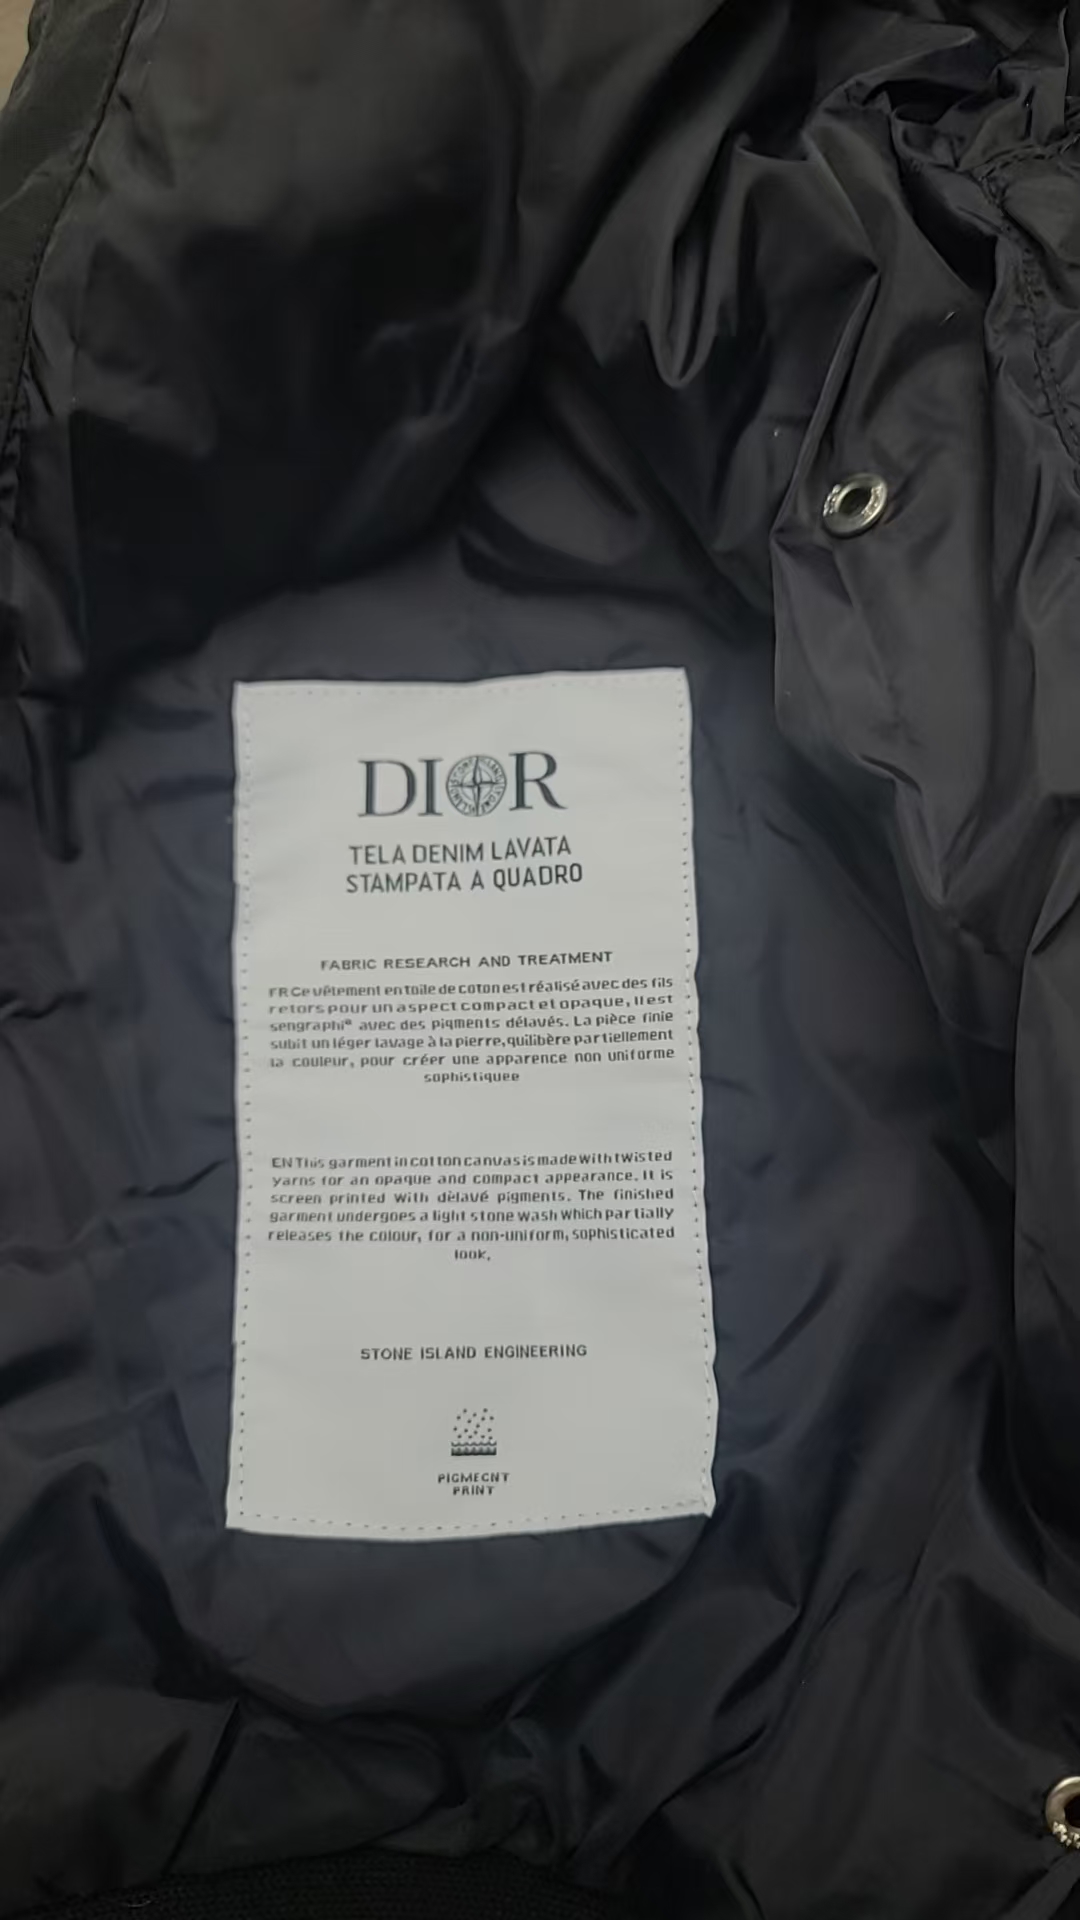 DIOR
TELA DENIM LAVATA
STAMPATA A QUADRO
FABRIC RESEARCH AND TREATMENT
FR Ce vêtement en toile de coton est réalisé avec des fils
retors pour un aspect compact et opaque, Il est
sengraphiª avec des piqments délavés. La pièce finie
subit un léger lavage à la pierre, quilibère partiellement
la couleur, pour créer une apparence non uniforme
sophistiquee
EN This garment in cotton canvas is made with twisted
yarns for an opaque and compact appearance. It is
screen printed with dèlavé pigments. The finished
garment undergoes a light stone wash which partially
releases the colour, for a non-uniform, sophisticated
look,
STONE ISLAND ENGINEERING
PIGMECNT
PRINT